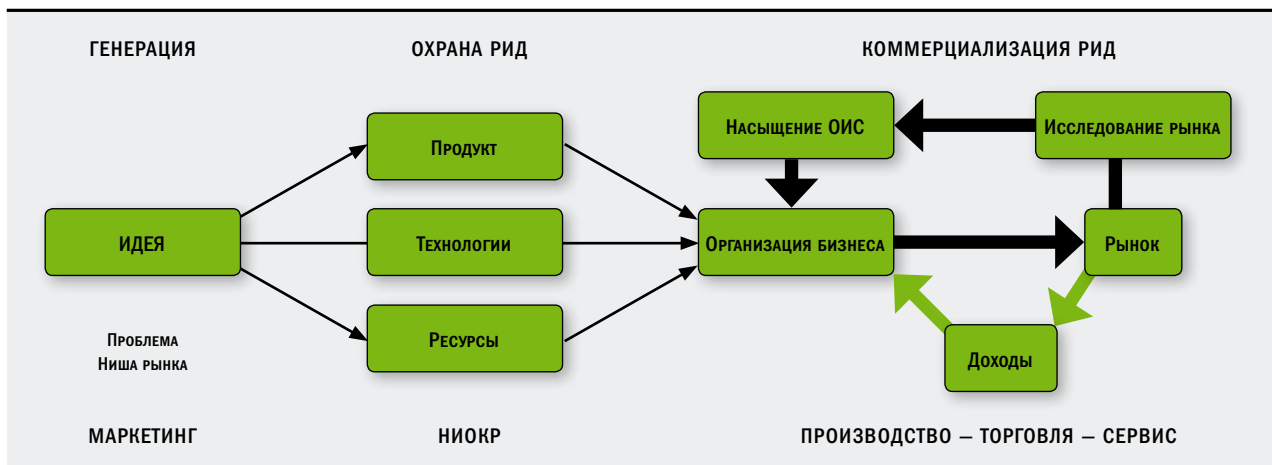 ГЕНЕРАЦИЯ
ОХРАНА РИД
КОММЕРЦИАЛИЗАЦИЯ РИД
НАСЫЩЕНИЕ ОИС
ИССЛЕДОВАНИЕ РЫНКА
ПРОДУКТ
ИДЕЯ
ТЕХНОЛОГИИ
ОРГАНИЗАЦИЯ БИЗНЕСА
РЫНОК
РЕСУРСЫ
ДОХОДЫ
ПРОБЛЕМА
НИША РЫНКА
МАРКЕТИНГ
НИОКР
ПРОИЗВОДСТВО – ТОРГОВЛЯ – СЕРВИС